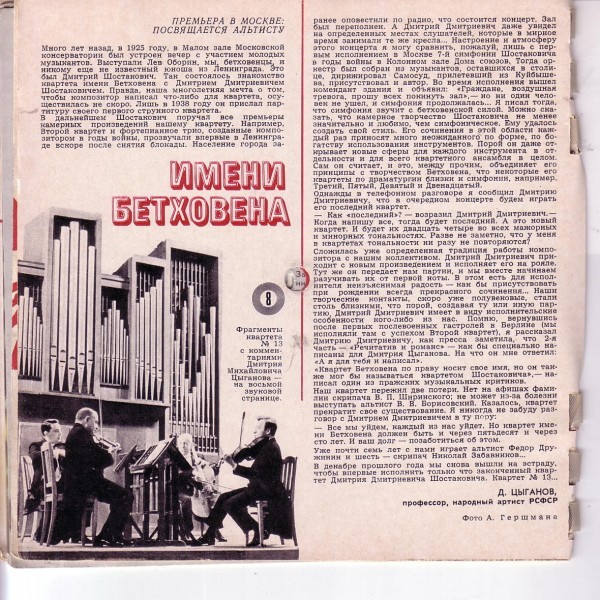 ПРЕМЬЕРА В МОСКВЕ:
ПОСВЯЩАЕТСЯ АЛЬТИСТУ
Много лет назад, в 1925 году, в Малом зале Московской
консерватории был устроен вечер с участием молодых
музыкантов. Выступали Лев Оборин, мы, бетховенцы, и
никому еще не известный юноша из Ленинграда. Это
был Дмитрий Шостакович. Так состоялось знакомство
квартета имени Бетховена с Дмитрием Дмитриевичем
Шостаковичем. Правда, наша многолетняя мечта о том,
чтобы композитор написал что-либо для квартета, осу-
ществилась не скоро. Лишь в 1938 году он прислал пар-
титуру своего первого струнного квартета.
В дальнейшем Шостакович поручал все премьеры
камерных произведений нашему квартету. Например,
Второй квартет и фортепианное трио, созданные компо-
зитором в годы войны, прозвучали впервые в Ленингра-
де вскоре после снятия блокады. Население города за-
ИМЕНИ
БЕТХОВЕНА
8
Фрагменты
квартета
№ 13
с коммен-
тариями
Дмитрия
Михайловича
Цыганова —
на восьмой
звуковой
странице.
ранее оповестили по радио, что состоится концерт. Зал
был переполнен. А Дмитрий Дмитриевич даже увидел
на определенных местах слушателей, которые в мирное
время занимали те же кресла... Настроение и атмосферу
этого концерта я могу сравнить, пожалуй, лишь с пер-
вым исполнением в Москве 7-й симфонии Шостаковича
в годы войны в Колонном зале Дома союзов. Тогда ор-
кестр был собран из музыкантов, оставшихся в столи-
це, дирижировал Самосуд, прилетевший из Куйбыше-
ва, присутствовал и автор. Во время исполнения вышел
комендант здания и объявил: «Граждане, воздушная
тревога, прошу всех покинуть зал»,— но ни один чело-
век не ушел, и симфония продолжалась... Я писал тогда,
что симфония звучит с бетховенской силой. Можно ска-
зать, что камерное творчество Шостаковича не менее
значительно и любимо, чем симфоническое. Ему удалось
создать свой стиль. Его сочинения в этой области каж-
дый раз приносят много неожиданного по форме, по бо-
гатству использования инструментов. Порой он даже от-
крывает новые сферы для каждого инструмента в от-
дельности и для всего квартетного ансамбля в целом.
Сам он считает, и это, между прочим, объединяет его
принципы с творчеством Бетховена, что некоторые его
квартеты по драматургии близки к симфониям, например,
Третий, Пятый, Девятый и Двенадцатый.
Однажды в телефонном разговоре я сообщил Дмитрию
Дмитриевичу, что в очередном концерте будем играть
его последний квартет.
— Как «последний»? — возразил Дмитрий Дмитриевич.—
Когда напишу все, тогда будет последний. А это новый
квартет. И будет их двадцать четыре во всех мажорных
и минорных тональностях. Разве не заметно, что у меня
в квартетах тональности ни разу не повторяются?
Сложилась уже определенная традиция работы компо-
зитора с нашим коллективом. Дмитрий Дмитриевич при-
ходит с новым произведением и исполняет его на рояле.
Тут же он передает нам партии, и мы вместе начинаем
разучивать их от первой ноты. В этом есть для исполни-
теля неизъяснимая радость — как бы присутствовать
при рождении всегда прекрасного сочинения... Наши
творческие контакты, скоро уже полувековые, стали
столь близкими, что порой, создавая ту или иную пар-
тию, Дмитрий Дмитриевич имеет в виду исполнительские
особенности кого-либо из нас. Помню, вернувшись
после первых послевоенных гастролей в Берлине (мы
исполняли там с успехом Второй квартет), я рассказал
Дмитрию Дмитриевичу, как пресса заметила, что 2-я
часть — «Речитатив и романс» — как бы специально на-
писаны для Дмитрия Цыганова. На что он мне ответил:
«А я для тебя и написал».
«Квартет Бетховена по праву носит свое имя, но он так-
же мог бы называться квартетом Шостаковича»,— на-
писал один из пражских музыкальных критиков.
Наш квартет пережил две потери. Нет на афишах фами-
лии скрипача В. П. Ширинского; не может из-за болезни
выступать альтист В. В. Борисовский. Казалось, квартет
прекратит свое существование. Я никогда не забуду раз-
говор с Дмитрием Дмитриевичем в ту пору:
— Все мы уйдем, каждый из нас уйдет. Но квартет име-
ни Бетховена должен быть и через пятьдесят и через
сто лет. И ваш долг — позаботиться об этом.
Уже почти семь лет с нами играет альтист Федор Дру-
жинин и шесть — скрипач Николай Забавников...
В декабре прошлого года мы снова вышли на эстраду,
чтобы впервые исполнить только что законченный квар-
тет Дмитрия Дмитриевича Шостаковича. Квартет № 13...
Д. ЦЫГАНОВ,
профессор, народный артист РСФСР
Фото А. Гершмана